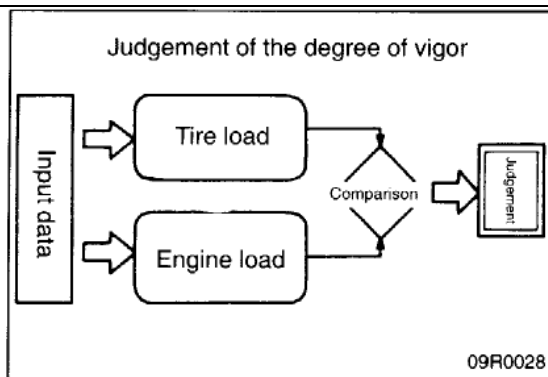 Judgement of the degree of vigor
Input data
Tire load
Engine load
Comparison
Judgement
09R0028